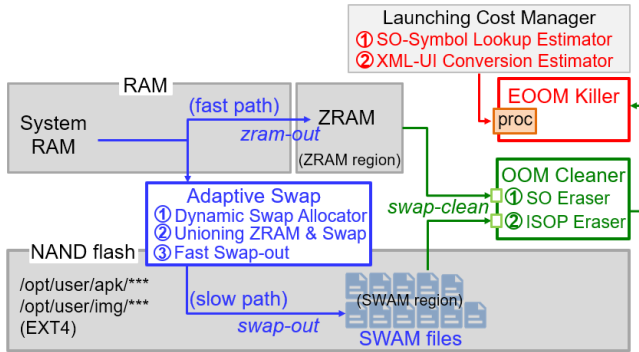 Launching Cost Manager
① SO-Symbol Lookup Estimator
② XML-UI Conversion Estimator
RAM
EOOM Killer
proc
System
RAM
(fast path)
zram-out
ZRAM
(ZRAM region)
OOM Cleaner
① SO Eraser
② ISOP Eraser
swap-clean
Adaptive Swap
① Dynamic Swap Allocator
② Unioning ZRAM & Swap
③ Fast Swap-out
NAND flash
/opt/user/apk/***
/opt/user/img/***
(EXT4)
(slow path)
swap-out
(SWAM region)
SWAM files